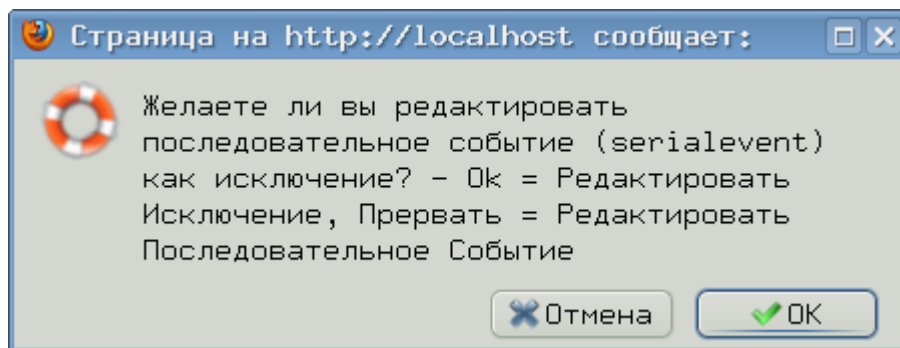 Страница на http://localhost сообщает:
Желаете ли вы редактировать
последовательное событие (serialevent)
как исключение? - Ok = Редактировать
Исключение, Прервать = Редактировать
Последовательное Событие
Отмена OK